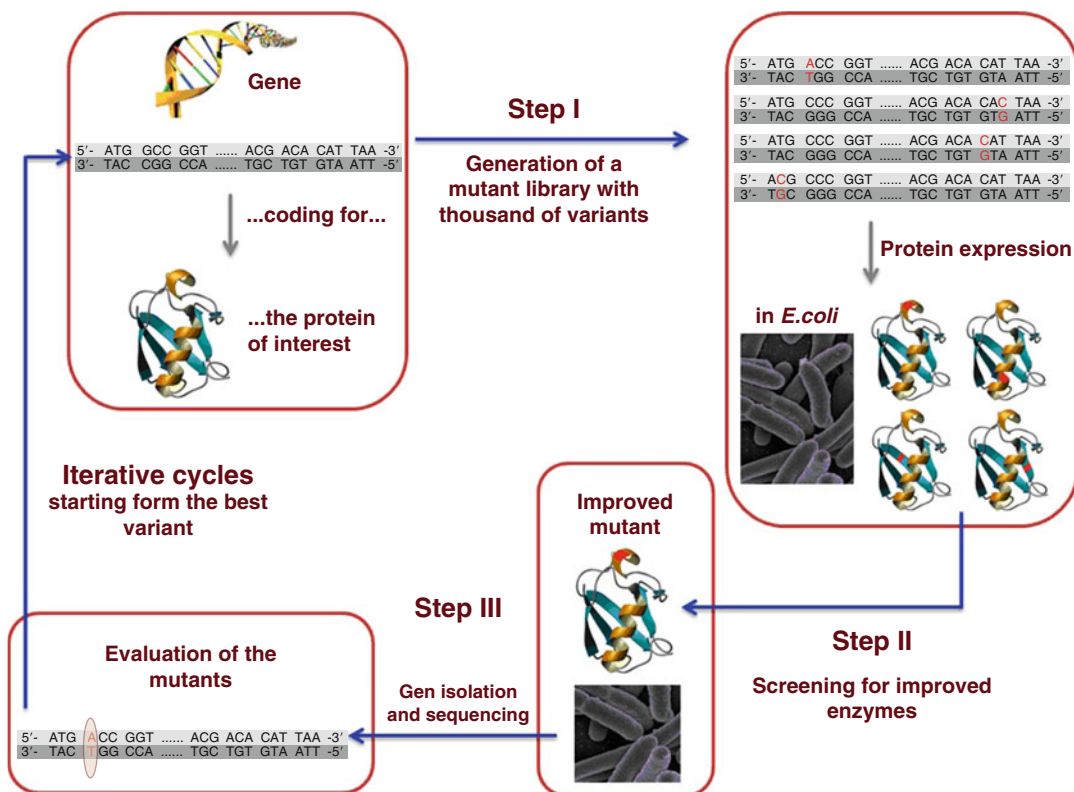 Gene
5′- ATG GCC GGT ...... ACG ACA CAT TAA -3′
3′- TAC CGG CCA ...... TGC TGT GTA ATT -5′
...coding for...
...the protein
of interest
Step I
Generation of a
mutant library with
thousand of variants
5′- ATG ACC GGT ...... ACG ACA CAT TAA -3′
3′- TAC TGG CCA ...... TGC TGT GTA ATT -5′
5′- ATG CCC GGT ...... ACG ACA CAC TAA -3′
3′- TAC GGG CCA ...... TGC TGT GTG ATT -5′
5′- ATG CCC GGT ...... ACG ACA CAT TAA -3′
3′- TAC GGG CCA ...... TGC TGT GTA ATT -5′
5′- ACG CCC GGT ...... ACG ACA CAT TAA -3′
3′- TGC GGG CCA ...... TGC TGT GTA ATT -5′
Protein expression
in E.coli
Step II
Screening for improved
enzymes
Improved
mutant
Step III
Gen isolation
and sequencing
Evaluation of the
mutants
5′- ATG ACC GGT ...... ACG ACA CAT TAA -3′
3′- TAC TGG CCA ...... TGC TGT GTA ATT -5′
Iterative cycles
starting form the best
variant